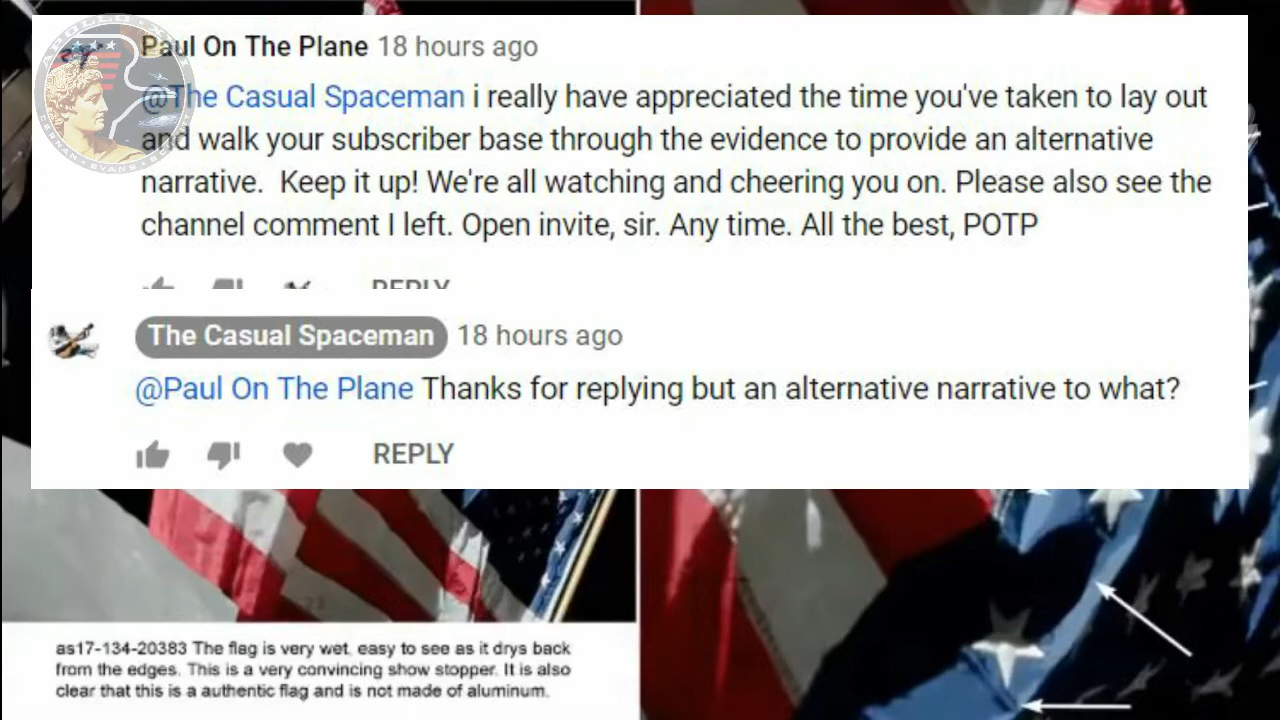 APOLLO XVII
CERNAN · EVANS · SCHMITT
Paul On The Plane 18 hours ago
@The Casual Spaceman i really have appreciated the time you've taken to lay out
and walk your subscriber base through the evidence to provide an alternative
narrative.  Keep it up! We're all watching and cheering you on. Please also see the
channel comment I left. Open invite, sir. Any time. All the best, POTP
REPLY
The Casual Spaceman 18 hours ago
@Paul On The Plane Thanks for replying but an alternative narrative to what?
REPLY
as17-134-20383 The flag is very wet, easy to see as it drys back
from the edges. This is a very convincing show stopper. It is also
clear that this is a authentic flag and is not made of aluminum.